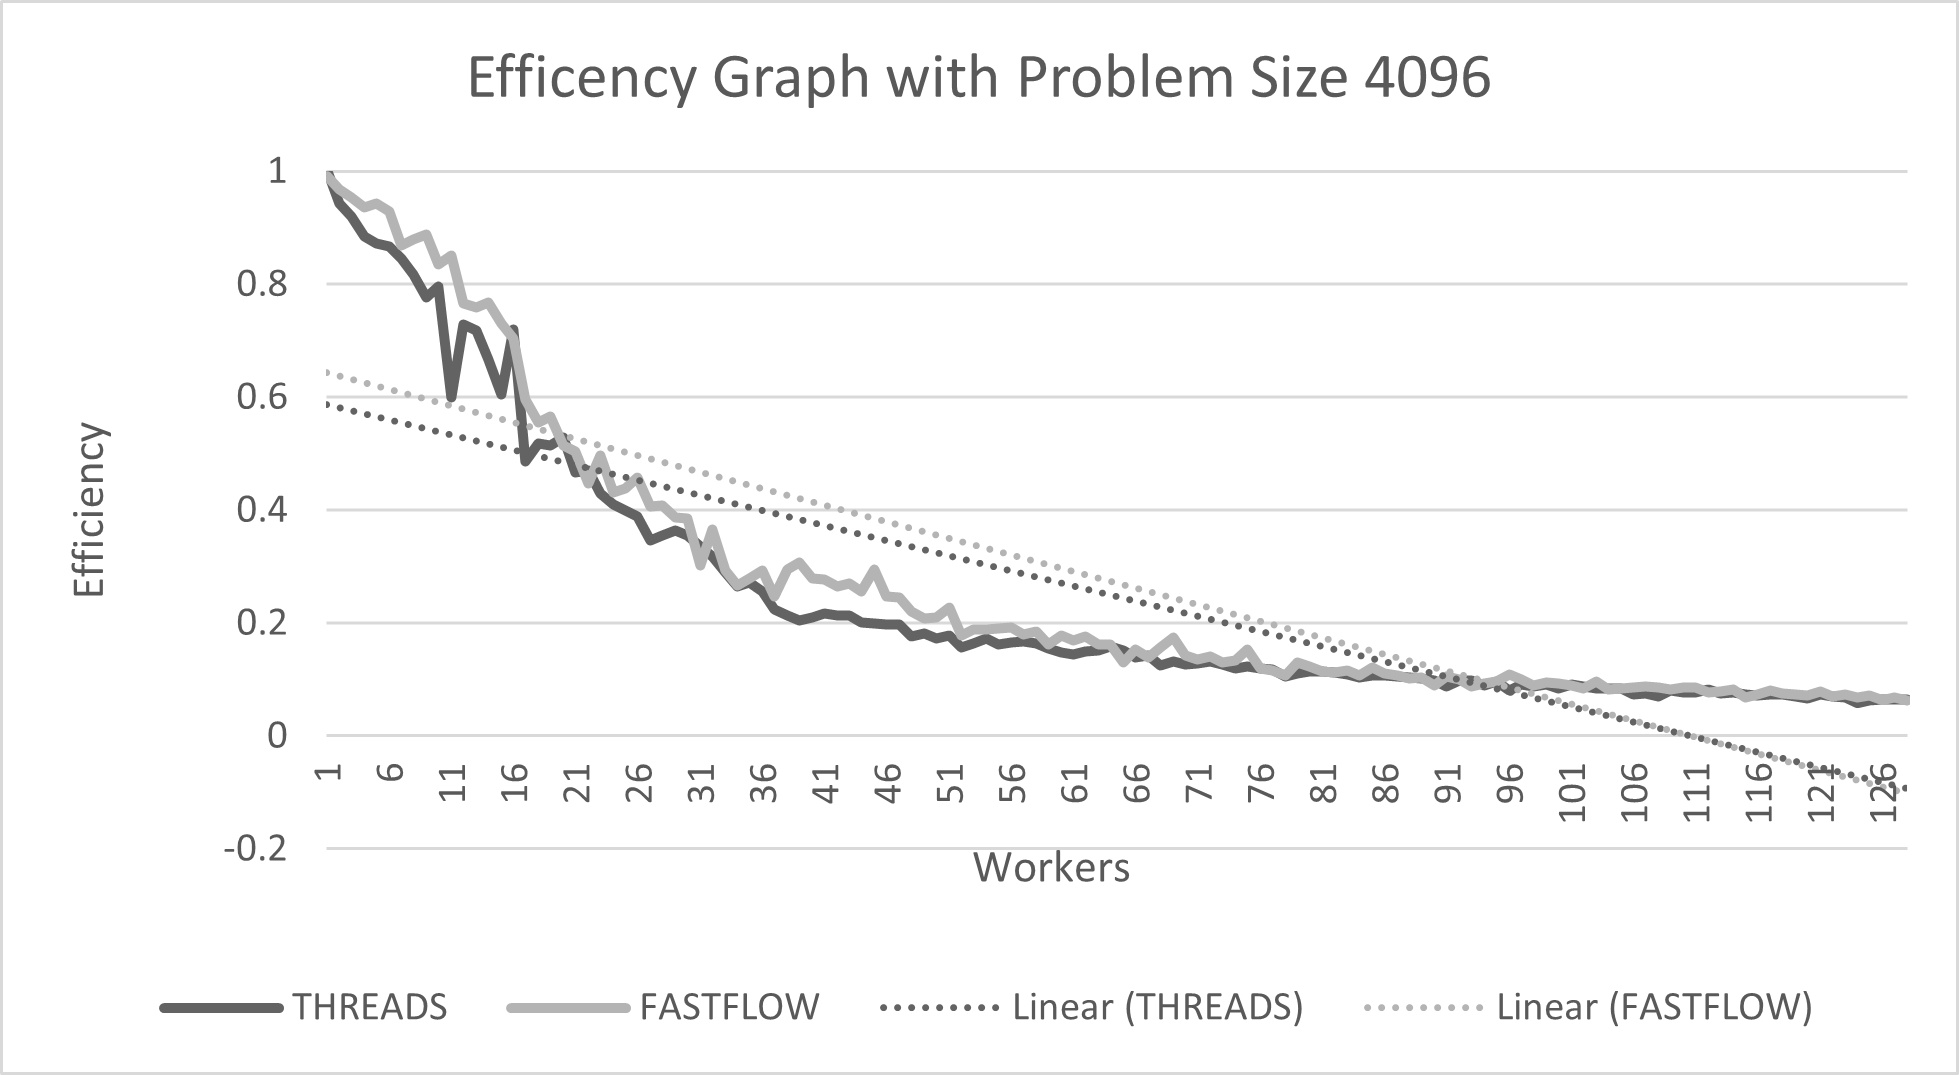 Efficency Graph with Problem Size 4096
1
0.8
0.6
0.4
0.2
0
-0.2
Efficiency
1 6 11 16 21 26 31 36 41 46 51 56 61 66 71 76 81 86 91 96 101 106 111 116 121 126
Workers
THREADS FASTFLOW Linear (THREADS) Linear (FASTFLOW)